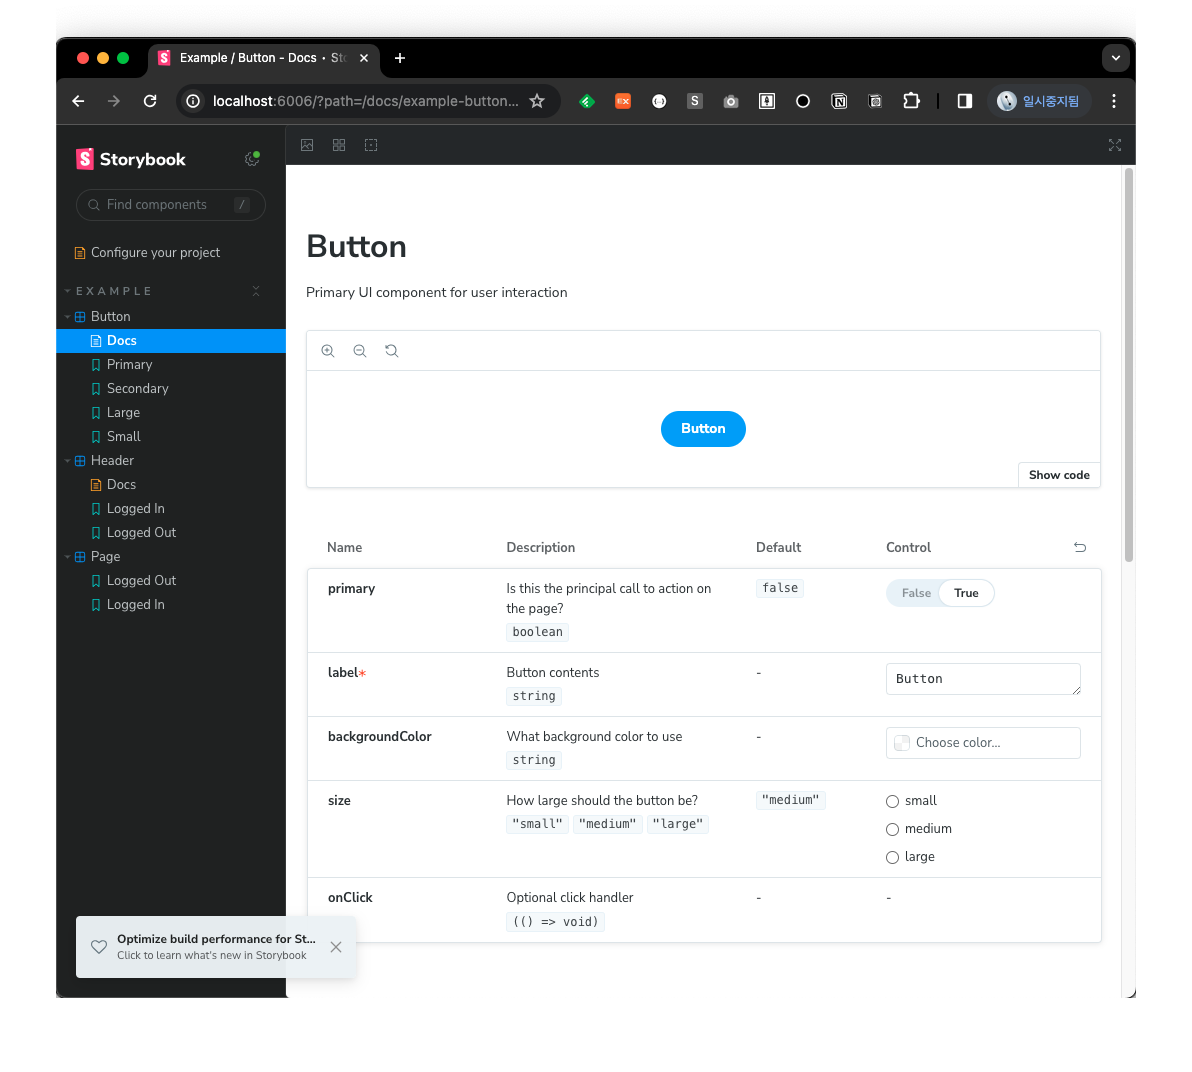 Example / Button - Docs • Sto
localhost:6006/?path=/docs/example-button...
일시중지됨
Storybook
Find components /
Configure your project
EXAMPLE
Button
Docs
Primary
Secondary
Large
Small
Header
Docs
Logged In
Logged Out
Page
Logged Out
Logged In
Button
Primary UI component for user interaction
Button
Show code
Name Description Default Control
primary Is this the principal call to action on the page? false False True
boolean
label* Button contents - Button
string
backgroundColor What background color to use - Choose color...
string
size How large should the button be? "medium" small
"small" "medium" "large" medium
large
onClick Optional click handler - -
(() => void)
Optimize build performance for St...
Click to learn what's new in Storybook